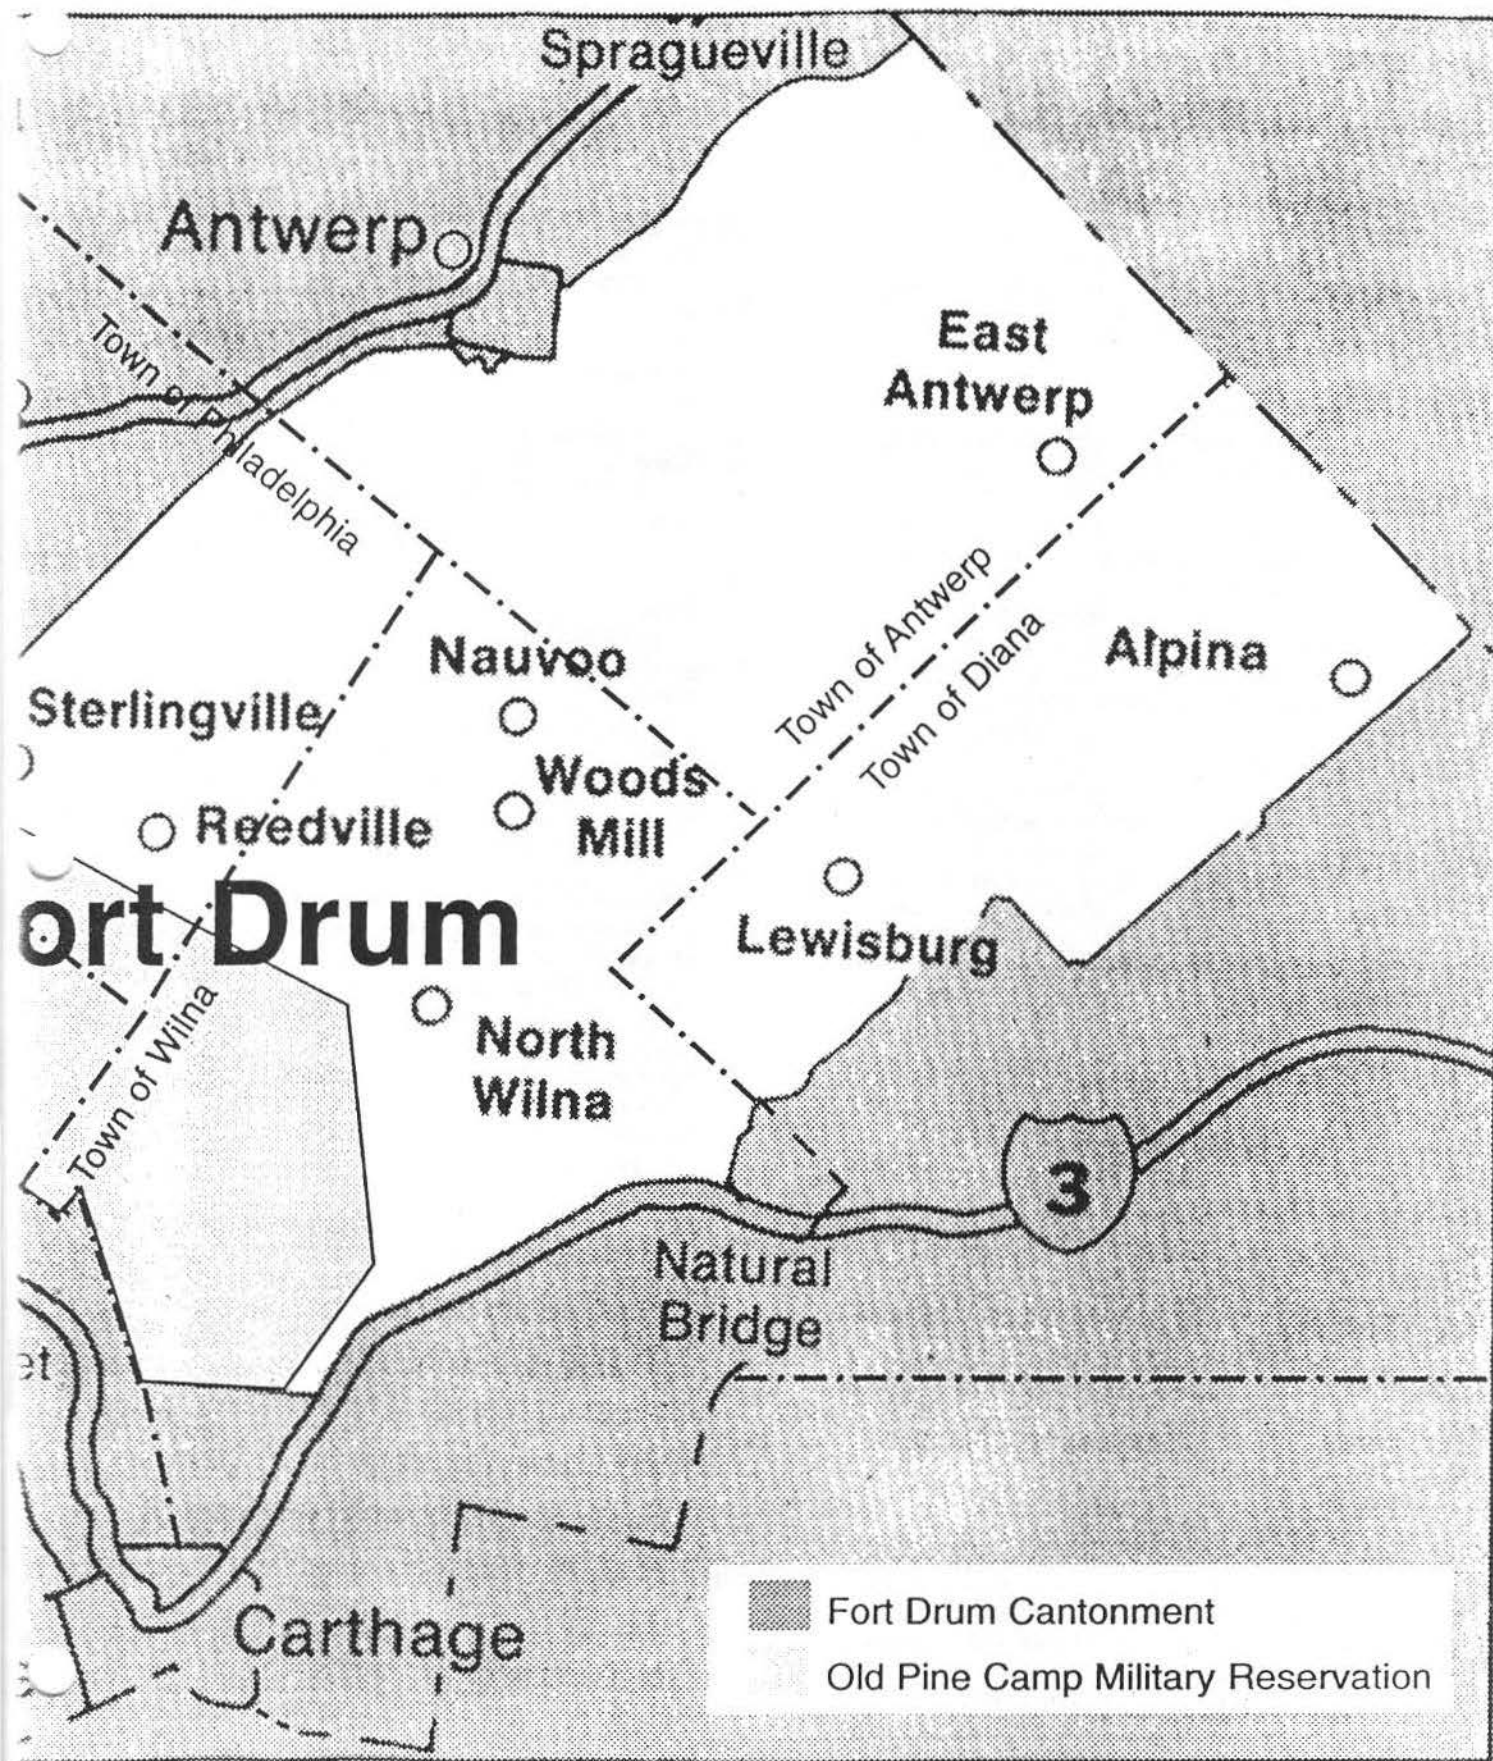 Spragueville
Antwerp
East
Antwerp
Town of Philadelphia
Nauvoo
Town of Antwerp
Town of Diana
Alpina
Sterlingville
Woods
Mill
Reedville
ort Drum
Lewisburg
North
Wilna
Town of Wilna
3
Natural
Bridge
et
Carthage
Fort Drum Cantonment
Old Pine Camp Military Reservation